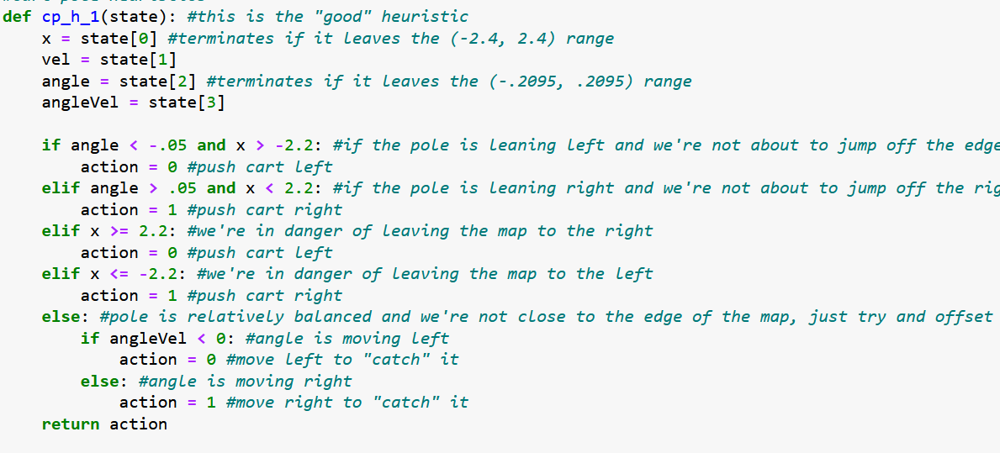 def cp_h_1(state): #this is the "good" heuristic
    x = state[0] #terminates if it leaves the (-2.4, 2.4) range
    vel = state[1]
    angle = state[2] #terminates if it leaves the (-.2095, .2095) range
    angleVel = state[3]

    if angle < -.05 and x > -2.2: #if the pole is leaning left and we're not about to jump off the edge
        action = 0 #push cart left
    elif angle > .05 and x < 2.2: #if the pole is leaning right and we're not about to jump off the
        action = 1 #push cart right
    elif x >= 2.2: #we're in danger of leaving the map to the right
        action = 0 #push cart left
    elif x <= -2.2: #we're in danger of leaving the map to the left
        action = 1 #push cart right
    else: #pole is relatively balanced and we're not close to the edge of the map, just try and offset
        if angleVel < 0: #angle is moving left
            action = 0 #move left to "catch" it
        else: #angle is moving right
            action = 1 #move right to "catch" it
    return action